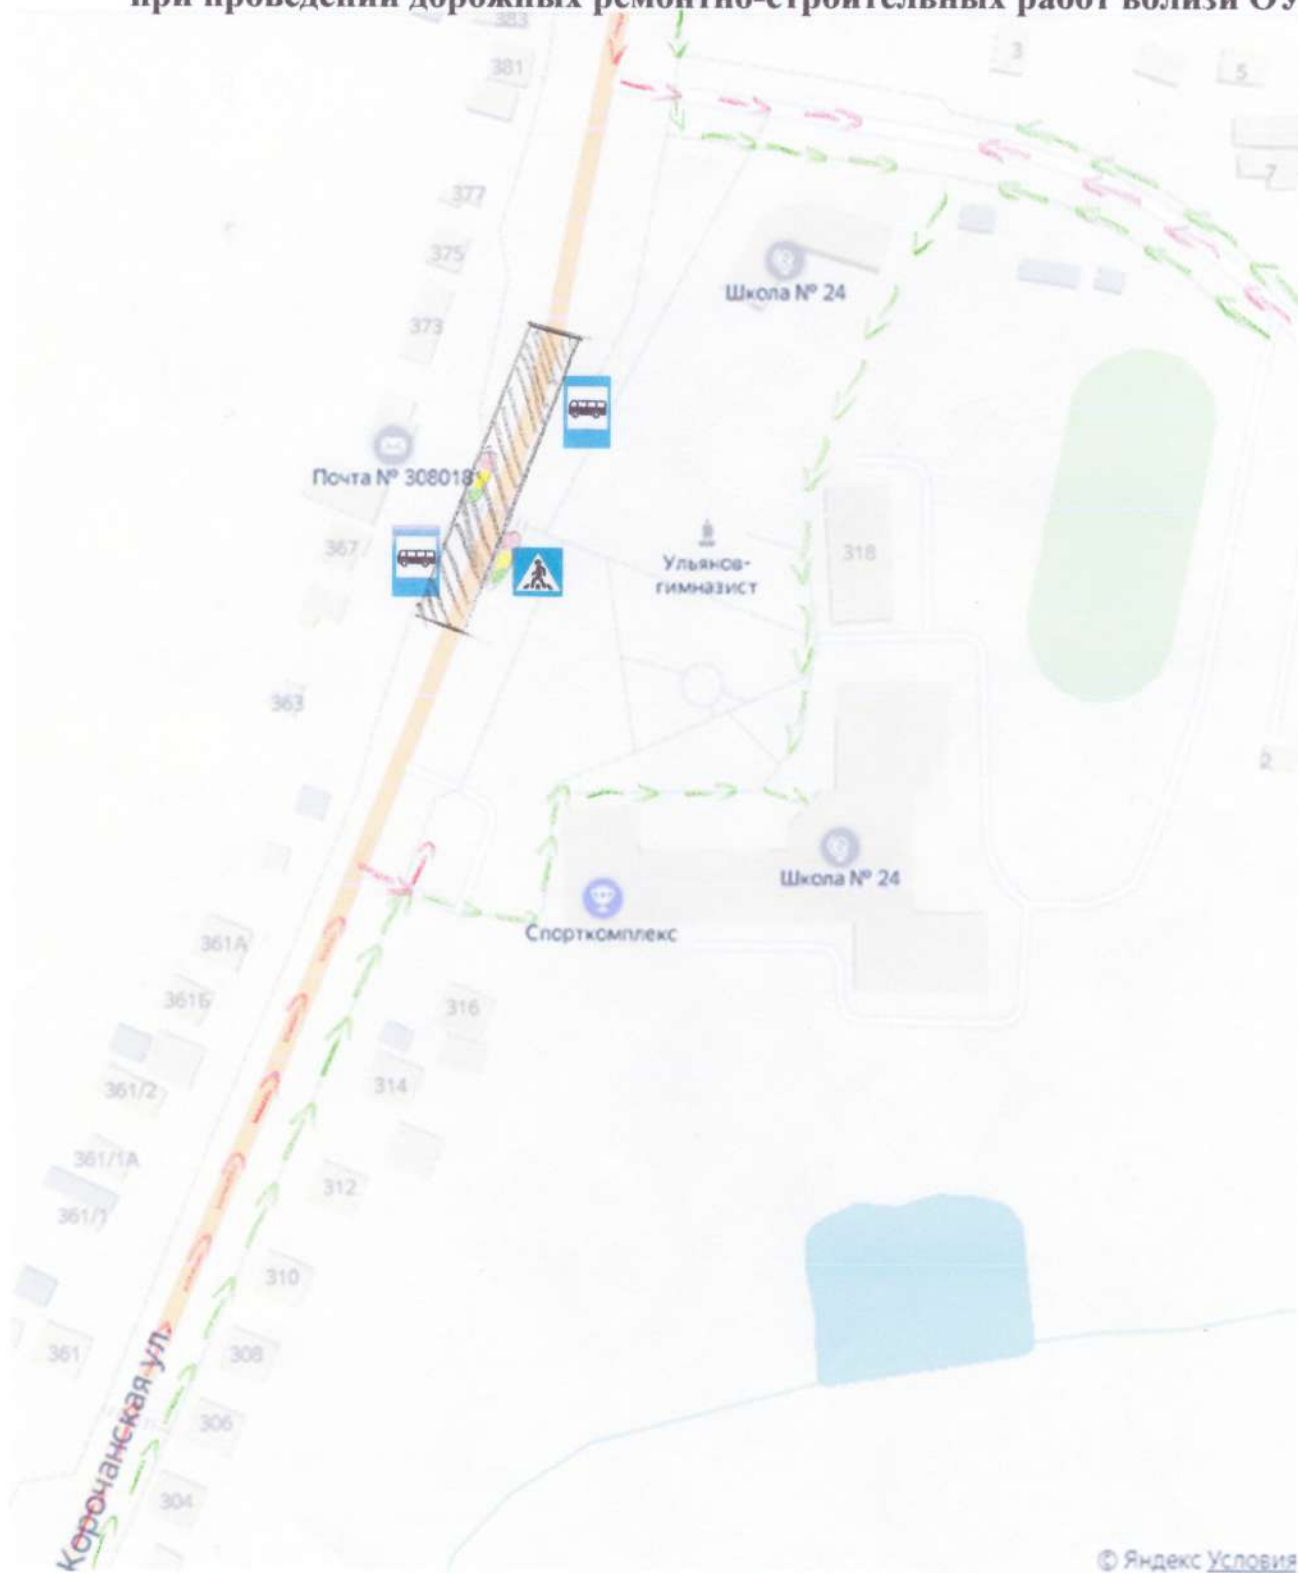 при проведении дорожных ремонтно-строительных работ вблизи ОУ
383
3
381
5
7
377
375
Школа № 24
373
Почта № 308018
367
Ульянов-
гимназист
318
363
2
Школа № 24
361А
Спорткомплекс
361Б
316
361/2
314
361/1А
312
361/1
310
361
308
306
304
Корочанская ул.
© Яндекс Условия